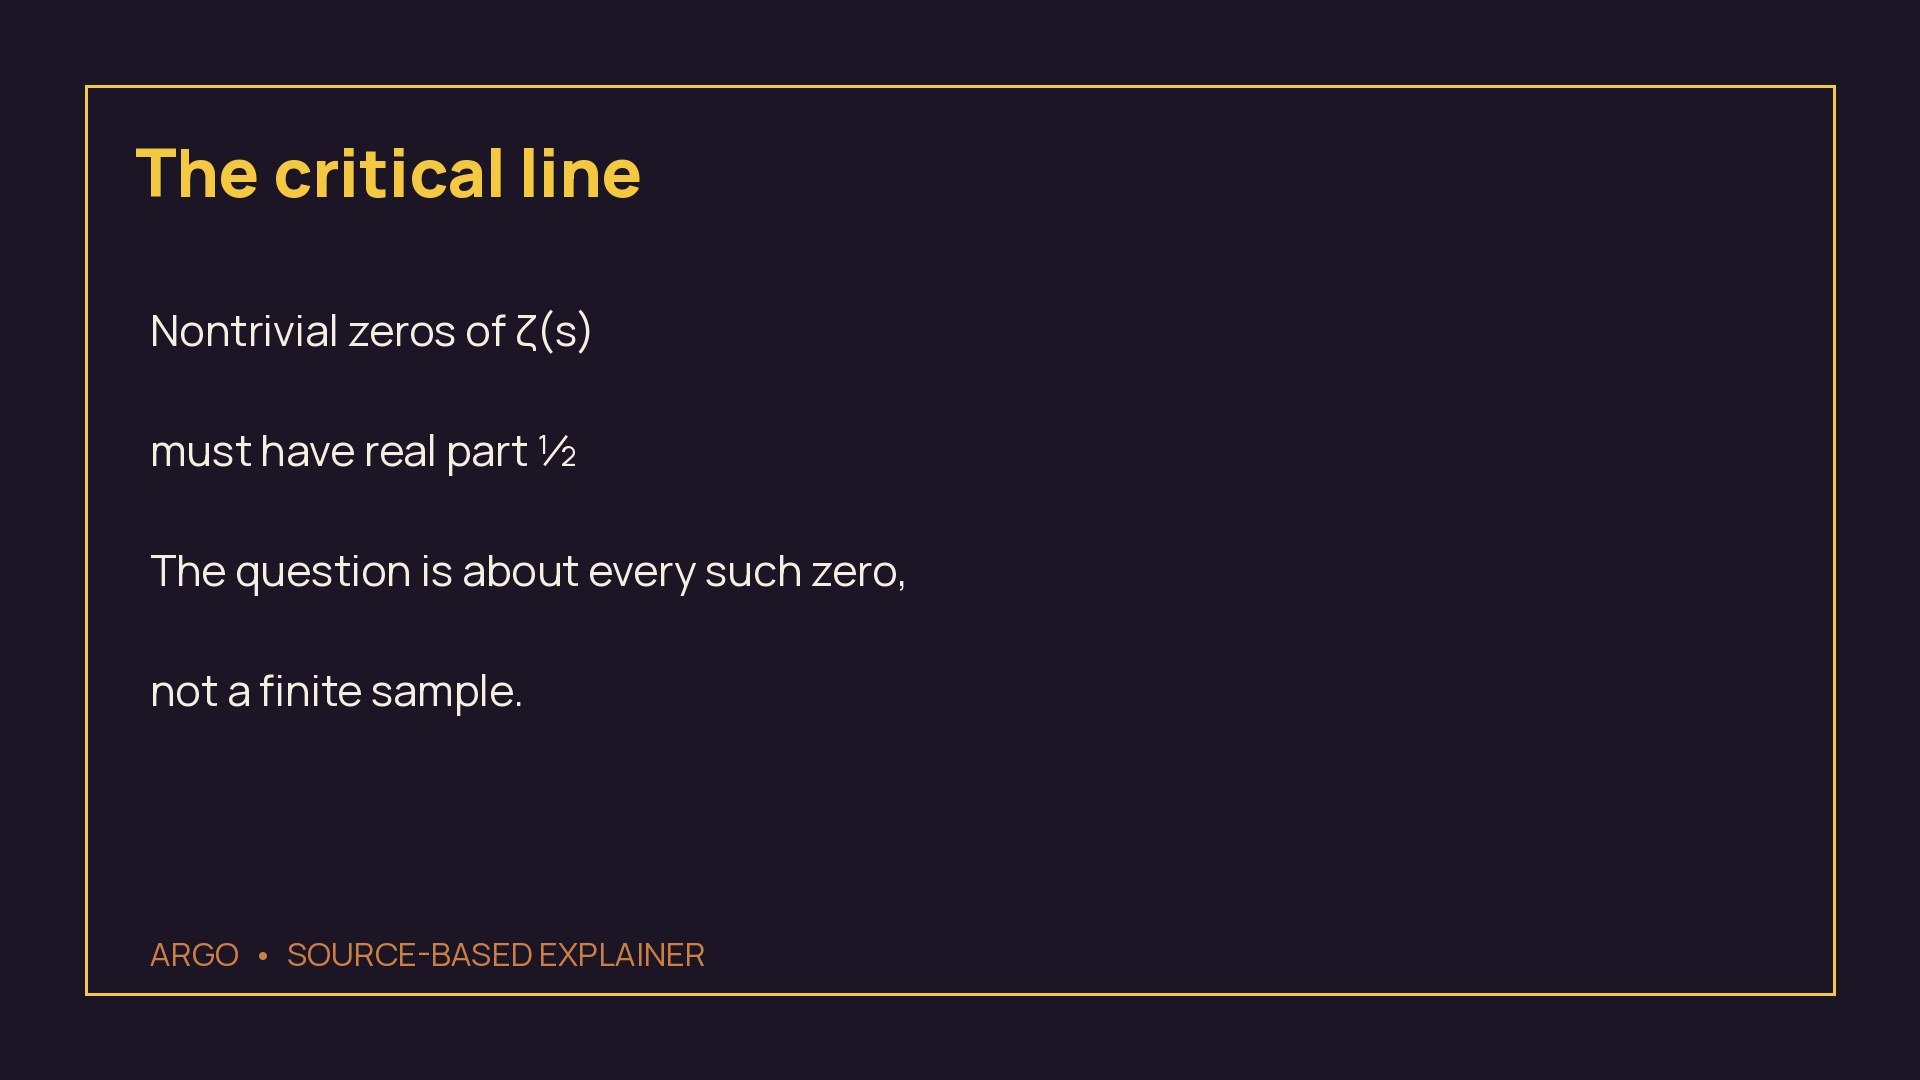 The critical line
Nontrivial zeros of ζ(s)
must have real part ½
The question is about every such zero,
not a finite sample.
ARGO • SOURCE-BASED EXPLAINER